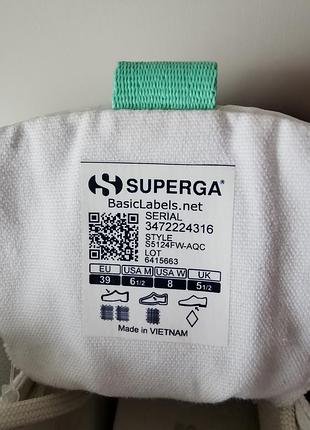 SUPERGA®
BasicLabels.net
SERIAL
3472224316
STYLE
S5124FW-AQC
LOT
6415663
EU USA M USA W UK
39 6 1/2 8 5 1/2
Made in VIETNAM